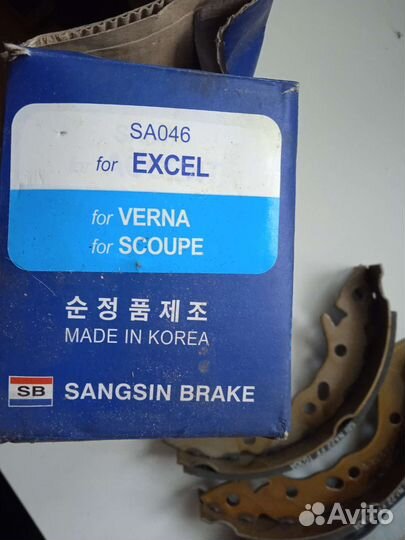 SA046
for EXCEL
for VERNA
for SCOUPE
순정품제조
MADE IN KOREA
SB SANGSIN BRAKE
Avito